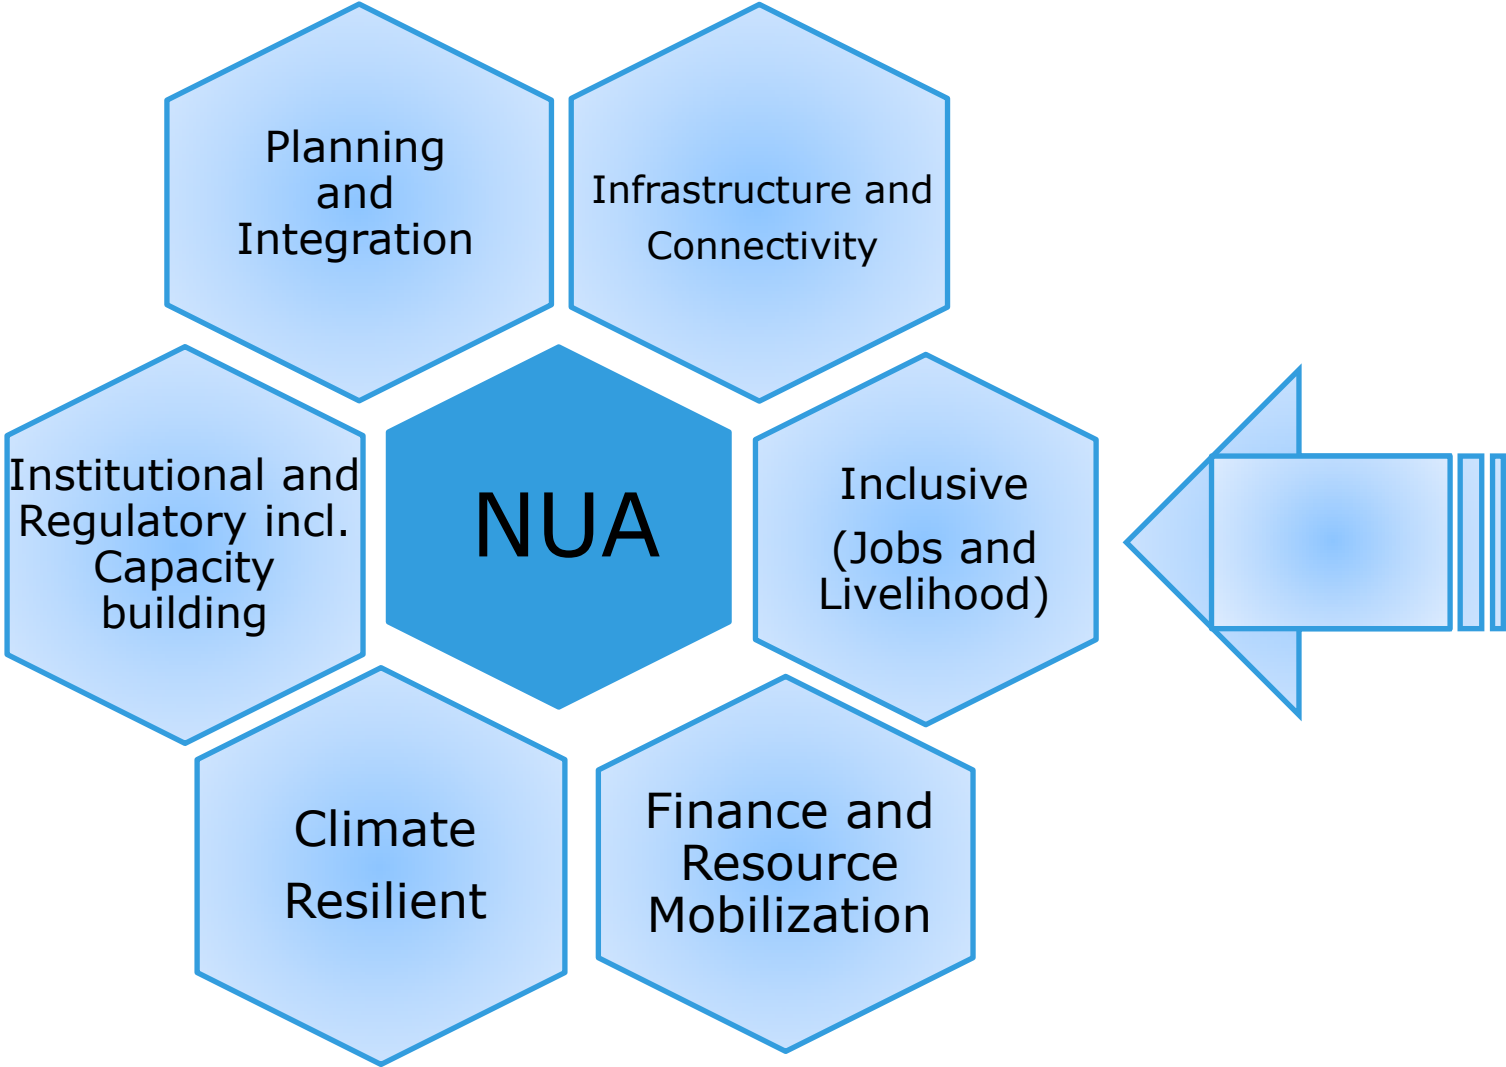 Planning
and
Integration
Infrastructure and
Connectivity
Institutional and
Regulatory incl.
Capacity
building
NUA
Inclusive
(Jobs and
Livelihood)
Climate
Resilient
Finance and
Resource
Mobilization